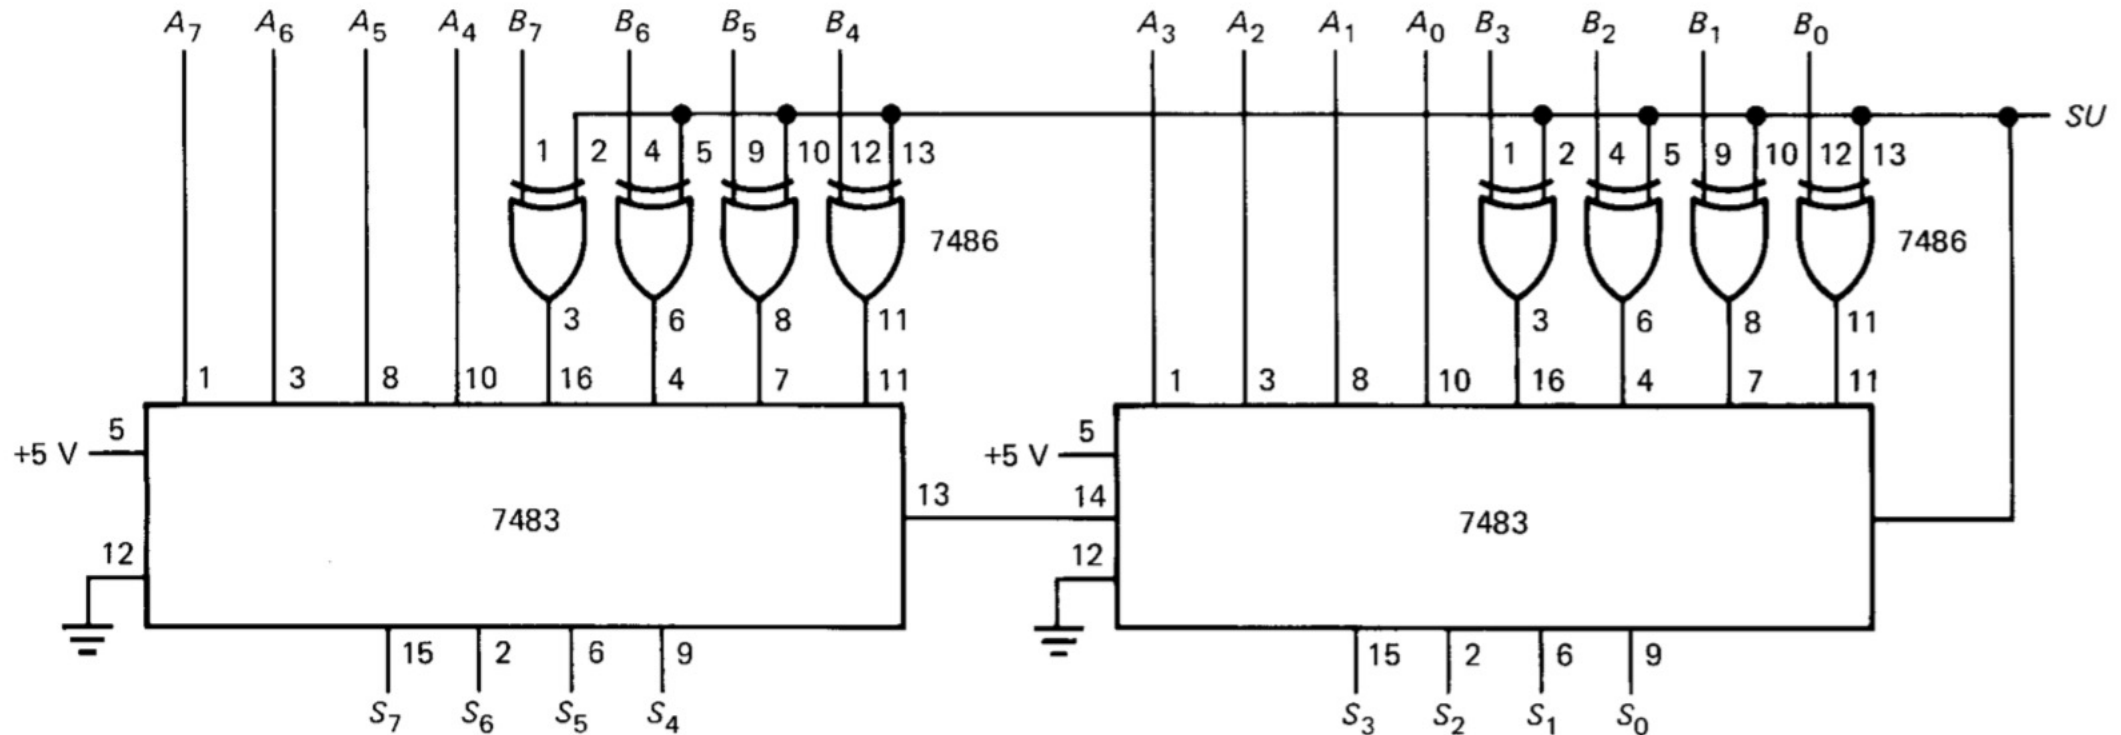 A7 A6 A5 A4 B7 B6 B5 B4 A3 A2 A1 A0 B3 B2 B1 B0
SU
1 2 4 5 9 10 12 13 1 2 4 5 9 10 12 13
7486 7486
3 6 8 11 3 6 8 11
1 3 8 10 16 4 7 11 1 3 8 10 16 4 7 11
5 5
+5 V +5 V
13 14
7483 7483
12 12
15 2 6 9 15 2 6 9
S7 S6 S5 S4 S3 S2 S1 S0